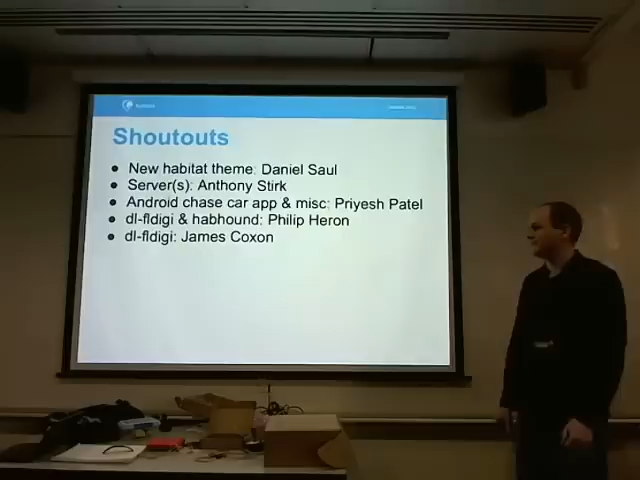 Shoutouts
New habitat theme: Daniel Saul
Server(s): Anthony Stirk
Android chase car app & misc: Priyesh Patel
dl-fldigi & habhound: Philip Heron
dl-fldigi: James Coxon